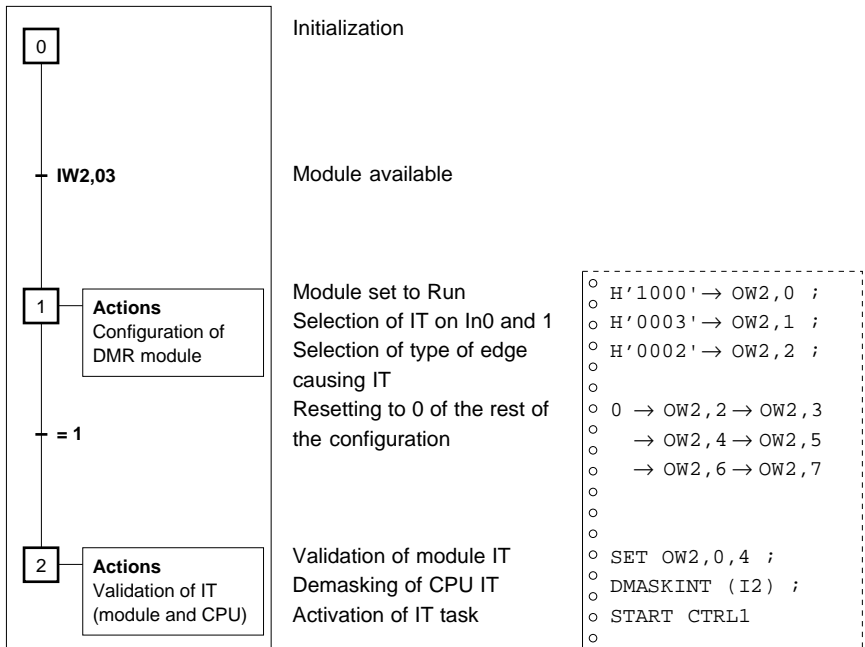 0
Initialization
IW2,03
Module available
1
Actions
Configuration of
DMR module
Module set to Run
Selection of IT on In0 and 1
Selection of type of edge
causing IT
Resetting to 0 of the rest of
the configuration
H'1000'→ OW2,0 ;
H'0003'→ OW2,1 ;
H'0002'→ OW2,2 ;
0 → OW2,2 → OW2,3
→ OW2,4 → OW2,5
→ OW2,6 → OW2,7
= 1
2
Actions
Validation of IT
(module and CPU)
Validation of module IT
Demasking of CPU IT
Activation of IT task
SET OW2,0,4 ;
DMASKINT (I2) ;
START CTRL1